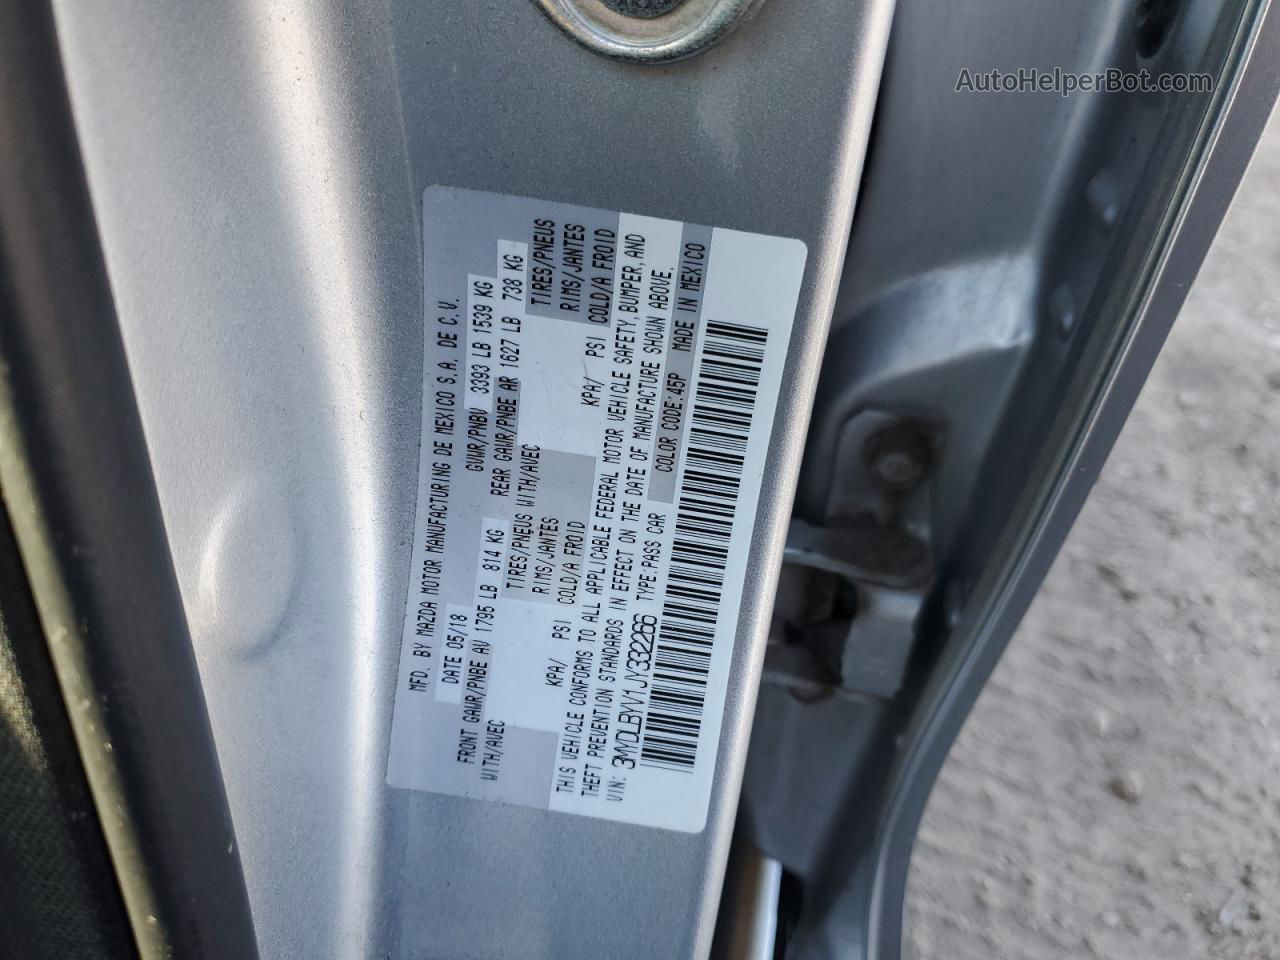 AutoHelperBot.com
MFD. BY MAZDA MOTOR MANUFACTURING DE MEXICO S.A. DE C.V.
DATE 05/18 GVWR/PNBV 3393 LB 1539 KG
FRONT GAWR/PNBE AV 1795 LB 814 KG REAR GAWR/PNBE AR 1627 LB 738 KG
WITH/AVEC TIRES/PNEUS WITH/AVEC TIRES/PNEUS
RIMS/JANTES RIMS/JANTES
KPA/ PSI COLD/A FROID KPA/ PSI COLD/A FROID
THIS VEHICLE CONFORMS TO ALL APPLICABLE FEDERAL MOTOR VEHICLE SAFETY, BUMPER, AND
THEFT PREVENTION STANDARDS IN EFFECT ON THE DATE OF MANUFACTURE SHOWN ABOVE.
VIN: 3MYDLBYV1JY332266 TYPE:PASS CAR COLOR CODE:45P MADE IN MEXICO